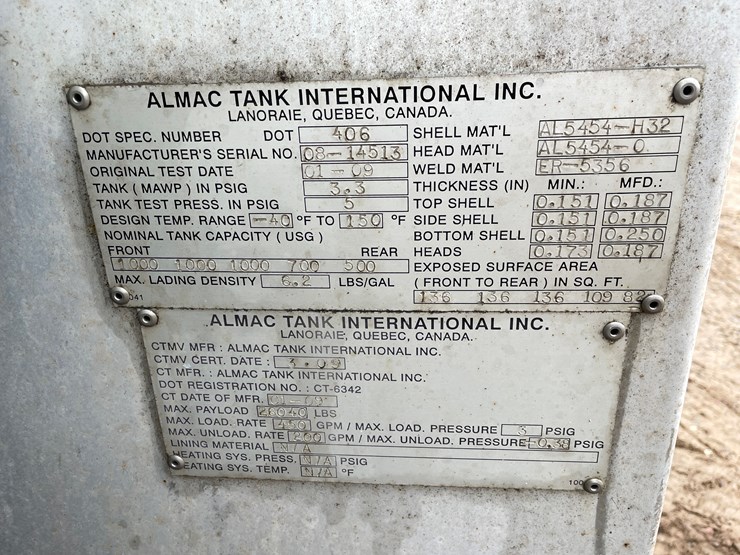 ALMAC TANK INTERNATIONAL INC.
LANORAIE, QUEBEC, CANADA.
DOT SPEC. NUMBER DOT 406
MANUFACTURER'S SERIAL NO. 08-14513
ORIGINAL TEST DATE 01-09
TANK ( MAWP ) IN PSIG 3.3
TANK TEST PRESS. IN PSIG 5
DESIGN TEMP. RANGE -40 °F TO 150 °F
NOMINAL TANK CAPACITY ( USG )
FRONT REAR
1000 1000 1000 700 500
MAX. LADING DENSITY 6.2 LBS/GAL
041
SHELL MAT'L AL5454-H32
HEAD MAT'L AL5454-0
WELD MAT'L ER-5356
THICKNESS (IN) MIN.: MFD.:
TOP SHELL 0.151 0.187
SIDE SHELL 0.151 0.187
BOTTOM SHELL 0.151 0.250
HEADS 0.173 0.187
EXPOSED SURFACE AREA
( FRONT TO REAR ) IN SQ. FT.
136 136 136 109 82
ALMAC TANK INTERNATIONAL INC.
LANORAIE, QUEBEC, CANADA.
CTMV MFR : ALMAC TANK INTERNATIONAL INC.
CTMV CERT. DATE : 3.09
CT MFR. : ALMAC TANK INTERNATIONAL INC.
DOT REGISTRATION NO. : CT-6342
CT DATE OF MFR. 01-09
MAX. PAYLOAD 26040 LBS
MAX. LOAD. RATE 450 GPM / MAX. LOAD. PRESSURE 3 PSIG
MAX. UNLOAD. RATE 200 GPM / MAX. UNLOAD. PRESSURE PSIG
LINING MATERIAL N/A
HEATING SYS. PRESS. N/A PSIG
HEATING SYS. TEMP. N/A °F